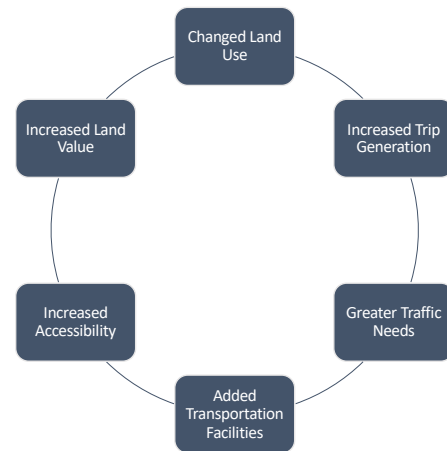 Changed Land
Use
Increased Trip
Generation
Greater Traffic
Needs
Added
Transportation
Facilities
Increased
Accessibility
Increased Land
Value